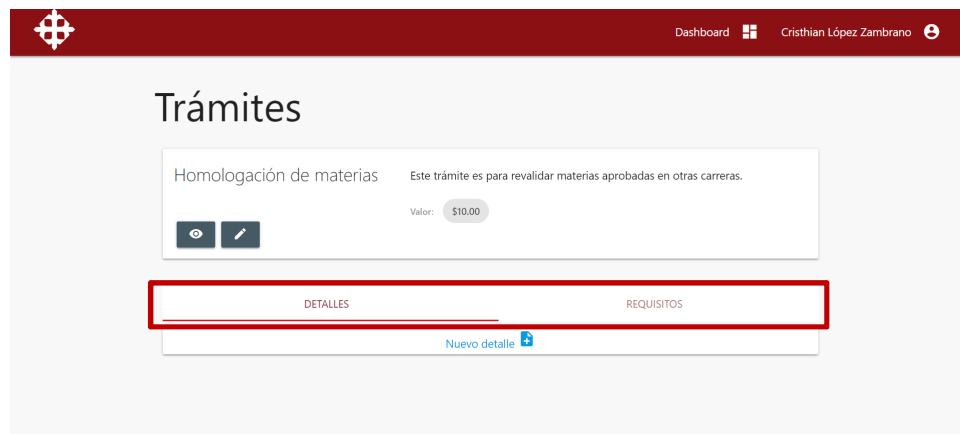 Dashboard Cristhian López Zambrano
Trámites
Homologación de materias
Este trámite es para revalidar materias aprobadas en otras carreras.
Valor: $10.00
DETALLES REQUISITOS
Nuevo detalle